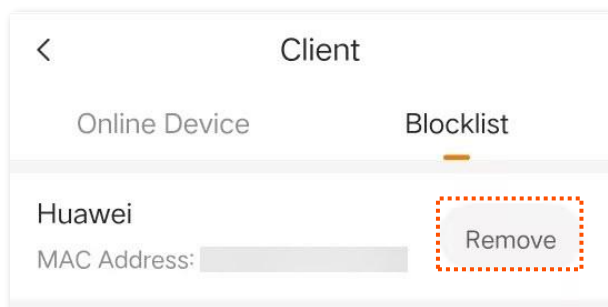 Client
Online Device Blocklist
Huawei
MAC Address:
Remove